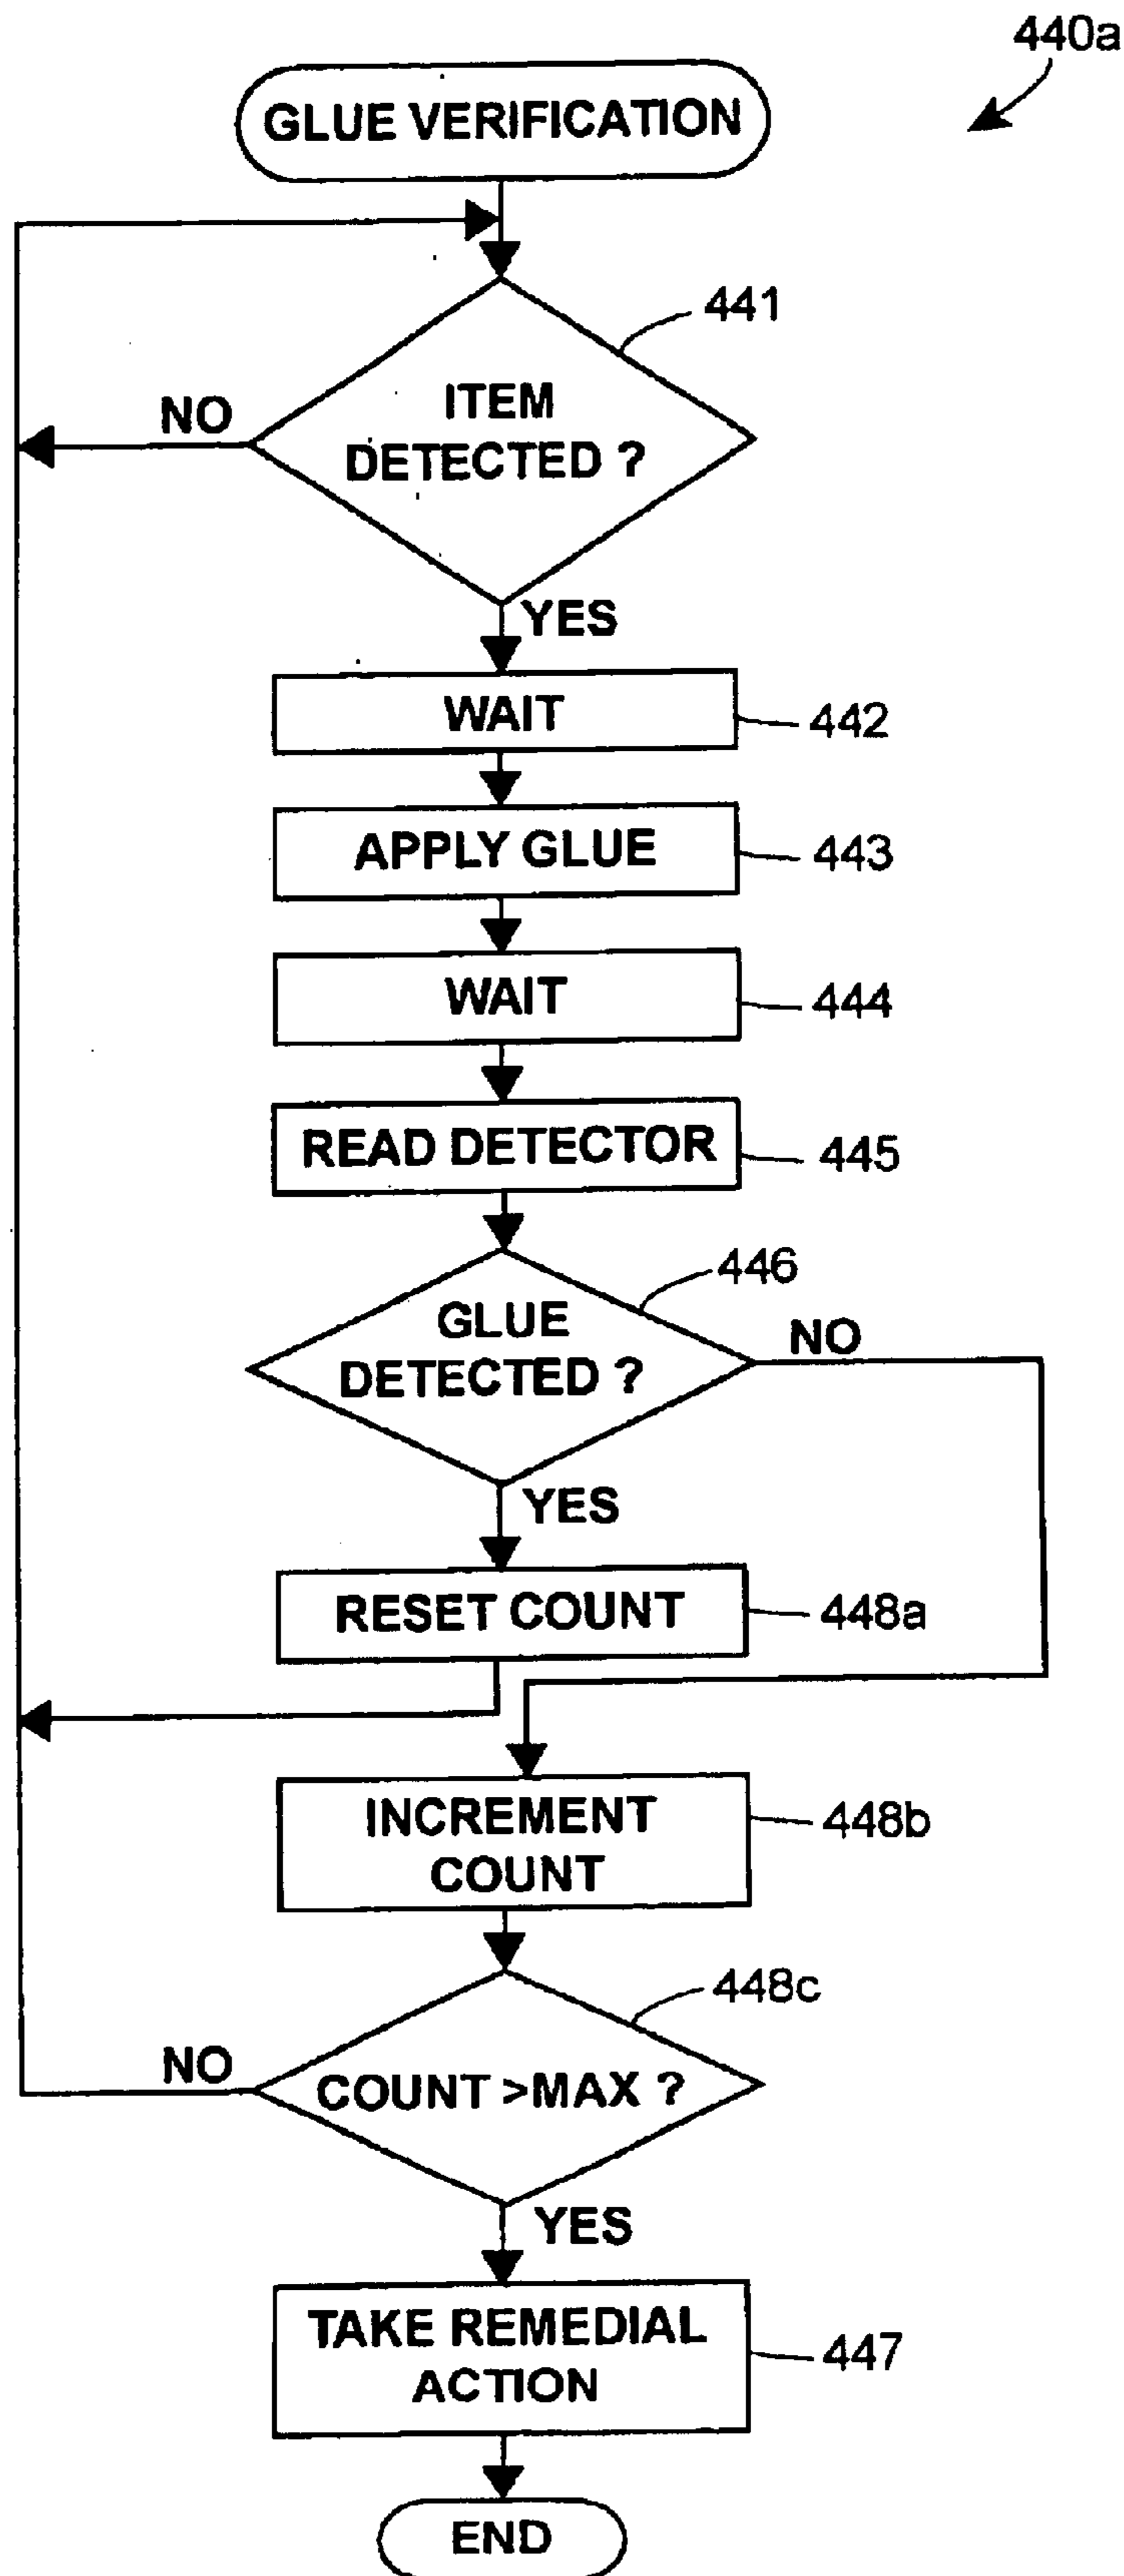 440a
GLUE VERIFICATION
441
ITEM
DETECTED ?
NO
YES
WAIT
442
APPLY GLUE
443
WAIT
444
READ DETECTOR
445
446
GLUE
DETECTED ?
NO
YES
RESET COUNT
448a
INCREMENT
COUNT
448b
448c
COUNT >MAX ?
NO
YES
TAKE REMEDIAL
ACTION
447
END